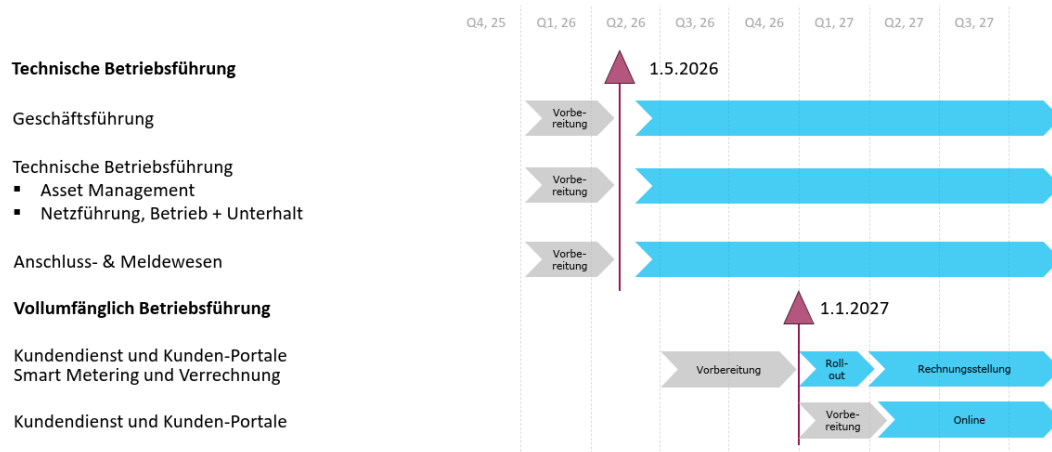 Q4, 25 Q1, 26 Q2, 26 Q3, 26 Q4, 26 Q1, 27 Q2, 27 Q3, 27
Technische Betriebsführung
1.5.2026
Geschäftsführung
Vorbe-
reitung
Technische Betriebsführung
▪ Asset Management
▪ Netzführung, Betrieb + Unterhalt
Vorbe-
reitung
Anschluss- & Meldewesen
Vorbe-
reitung
Vollumfänglich Betriebsführung
1.1.2027
Kundendienst und Kunden-Portale
Smart Metering und Verrechnung
Vorbereitung
Roll-
out
Rechnungsstellung
Kundendienst und Kunden-Portale
Vorbe-
reitung
Online